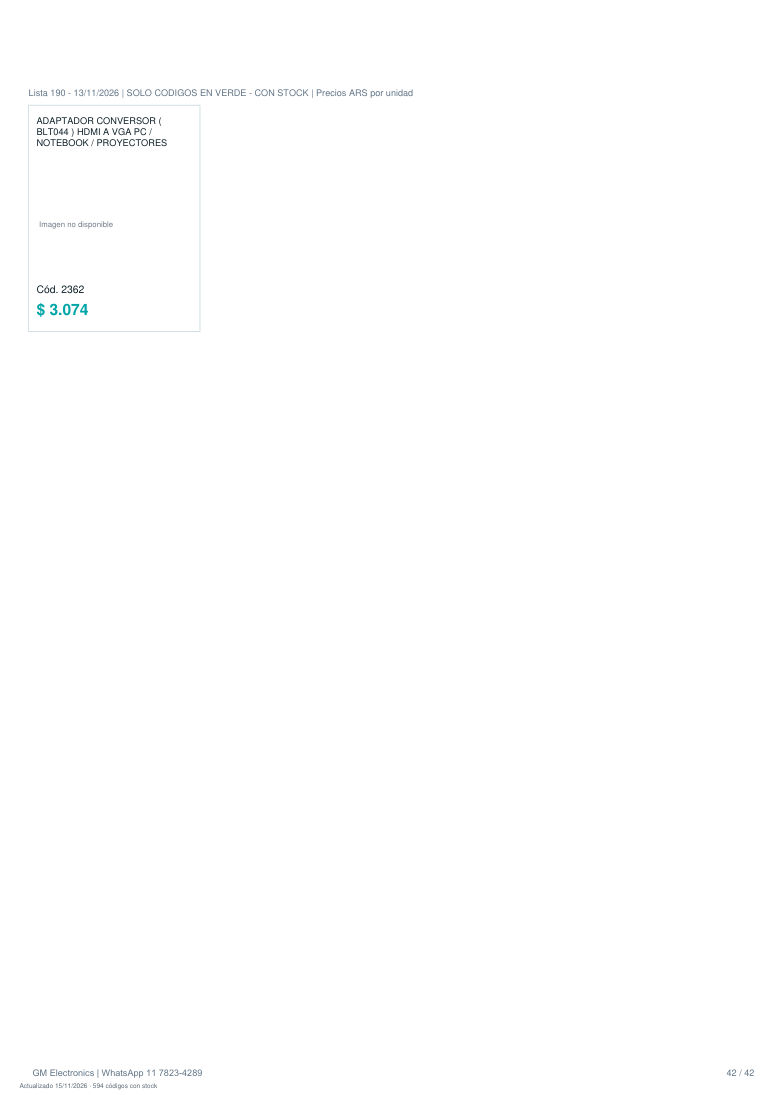 Lista 190 - 13/11/2026 | SOLO CODIGOS EN VERDE - CON STOCK | Precios ARS por unidad
ADAPTADOR CONVERSOR (
BLT044 ) HDMI A VGA PC /
NOTEBOOK / PROYECTORES
Imagen no disponible
Cód. 2362
$ 3.074
GM Electronics | WhatsApp 11 7823-4289
42 / 42
Actualizado 15/11/2026 · 594 códigos con stock